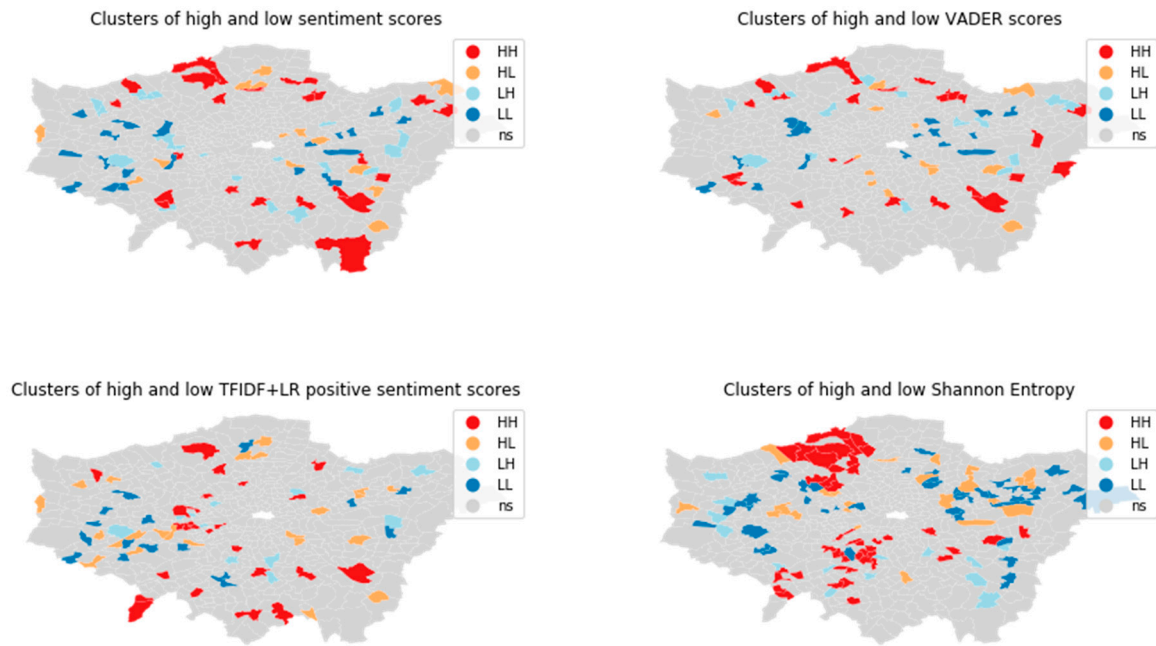 Clusters of high and low sentiment scores
HH
HL
LH
LL
ns
Clusters of high and low VADER scores
HH
HL
LH
LL
ns
Clusters of high and low TFIDF+LR positive sentiment scores
HH
HL
LH
LL
ns
Clusters of high and low Shannon Entropy
HH
HL
LH
LL
ns